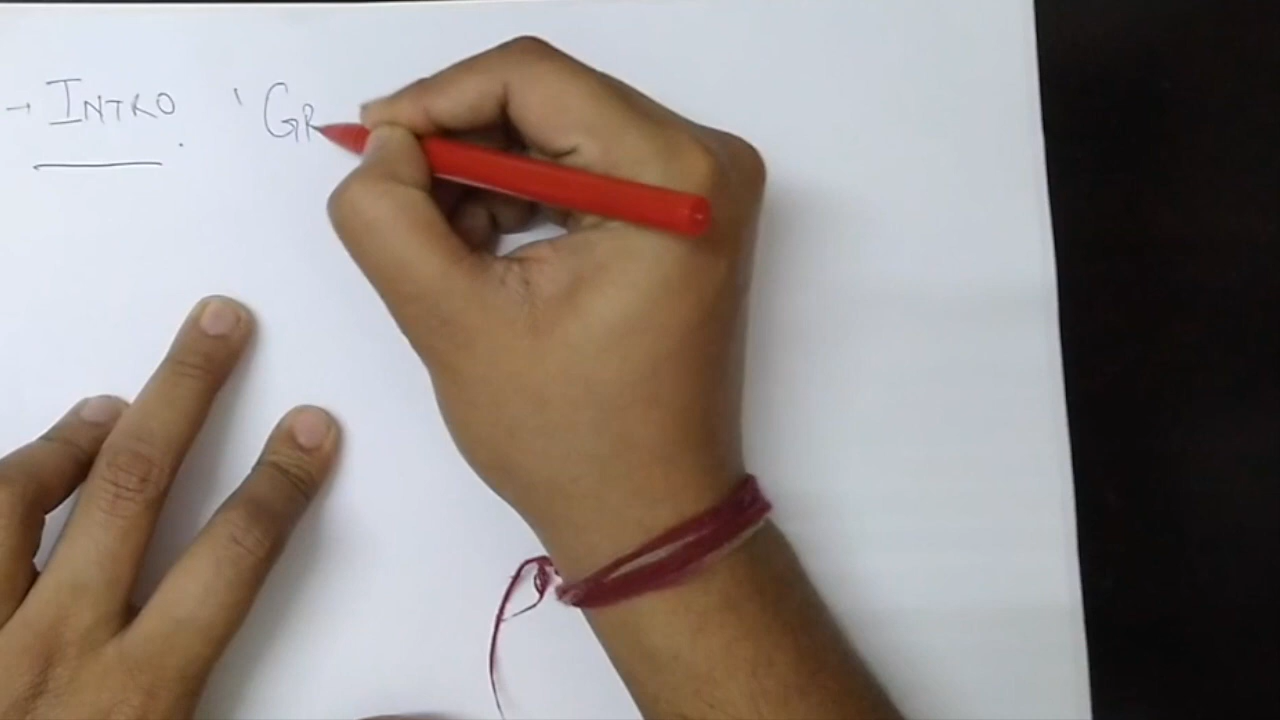 → INTRO. ' GR